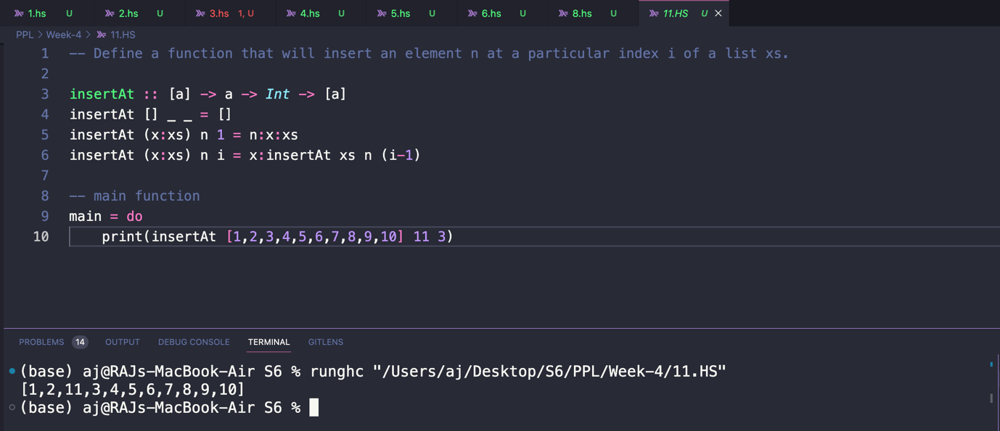 1.hs U 2.hs U 3.hs 1, U 4.hs U 5.hs U 6.hs U 8.hs U 11.HS U
PPL > Week-4 > 11.HS
1 -- Define a function that will insert an element n at a particular index i of a list xs.
2
3 insertAt :: [a] -> a -> Int -> [a]
4 insertAt [] _ _ = []
5 insertAt (x:xs) n 1 = n:x:xs
6 insertAt (x:xs) n i = x:insertAt xs n (i-1)
7
8 -- main function
9 main = do
10 print(insertAt [1,2,3,4,5,6,7,8,9,10] 11 3)
PROBLEMS 14 OUTPUT DEBUG CONSOLE TERMINAL GITLENS
(base) aj@RAJs-MacBook-Air S6 % runghc "/Users/aj/Desktop/S6/PPL/Week-4/11.HS"
[1,2,11,3,4,5,6,7,8,9,10]
(base) aj@RAJs-MacBook-Air S6 %